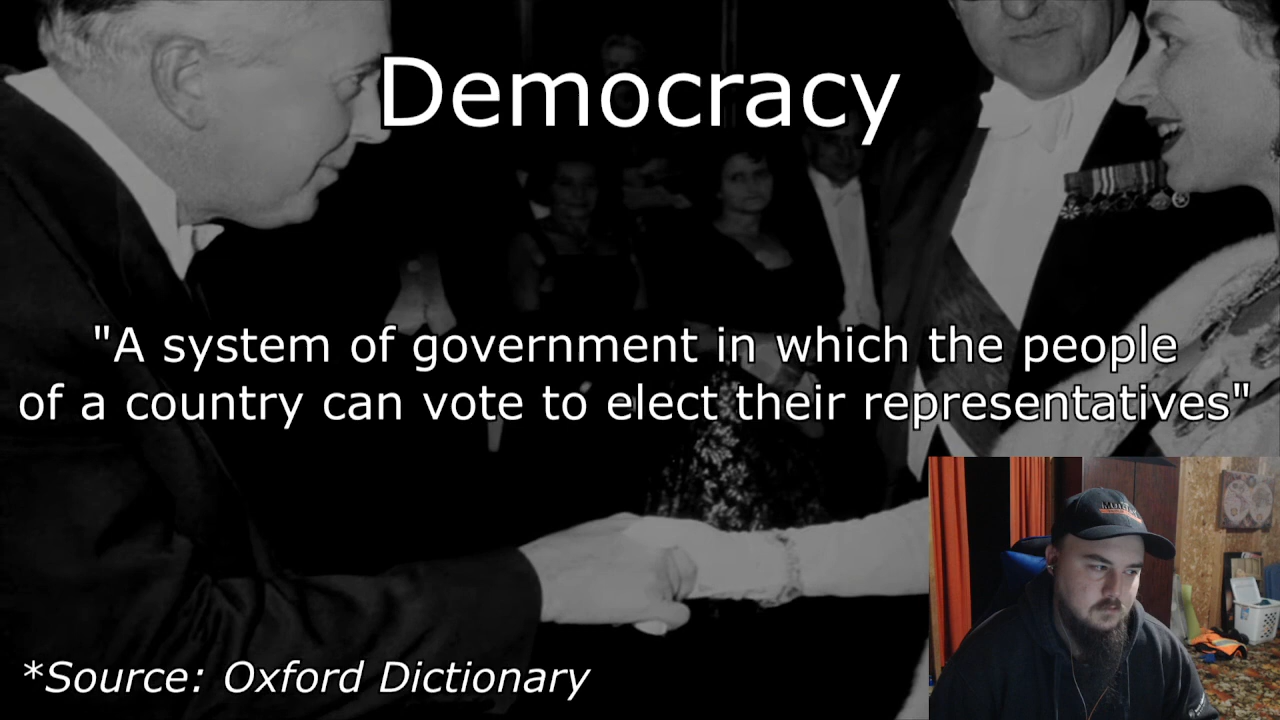 Democracy
"A system of government in which the people
of a country can vote to elect their representatives"
*Source: Oxford Dictionary